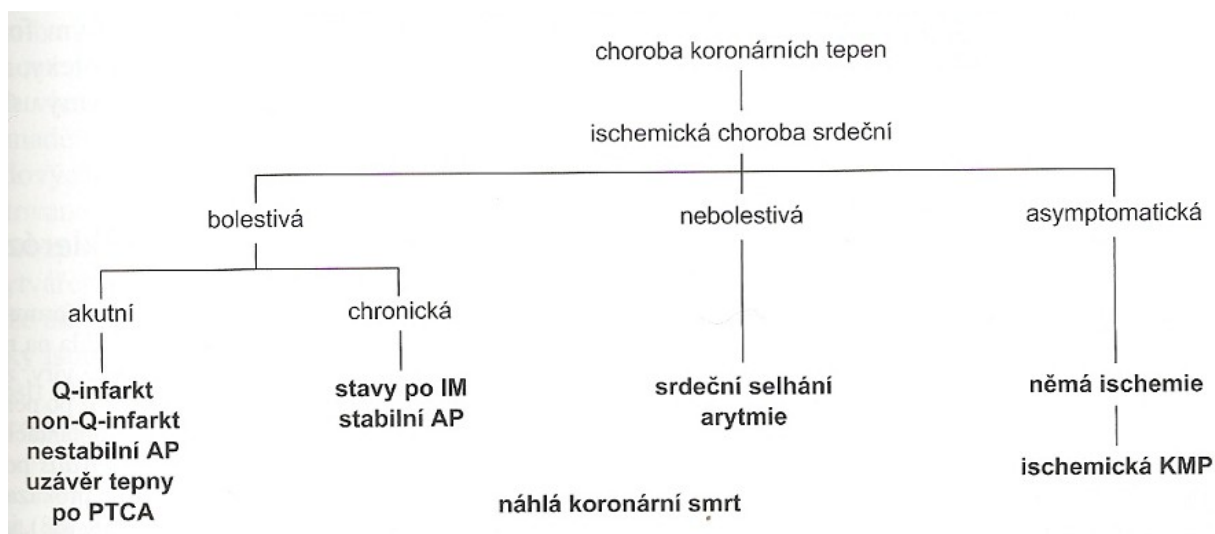 choroba koronárních tepen
ischemická choroba srdeční
bolestivá
nebolestivá
asymptomatická
akutní
chronická
Q-infarkt
non-Q-infarkt
nestabilní AP
uzávěr tepny
po PTCA
stavy po IM
stabilní AP
srdeční selhání
arytmie
němá ischemie
ischemická KMP
náhlá koronární smrt